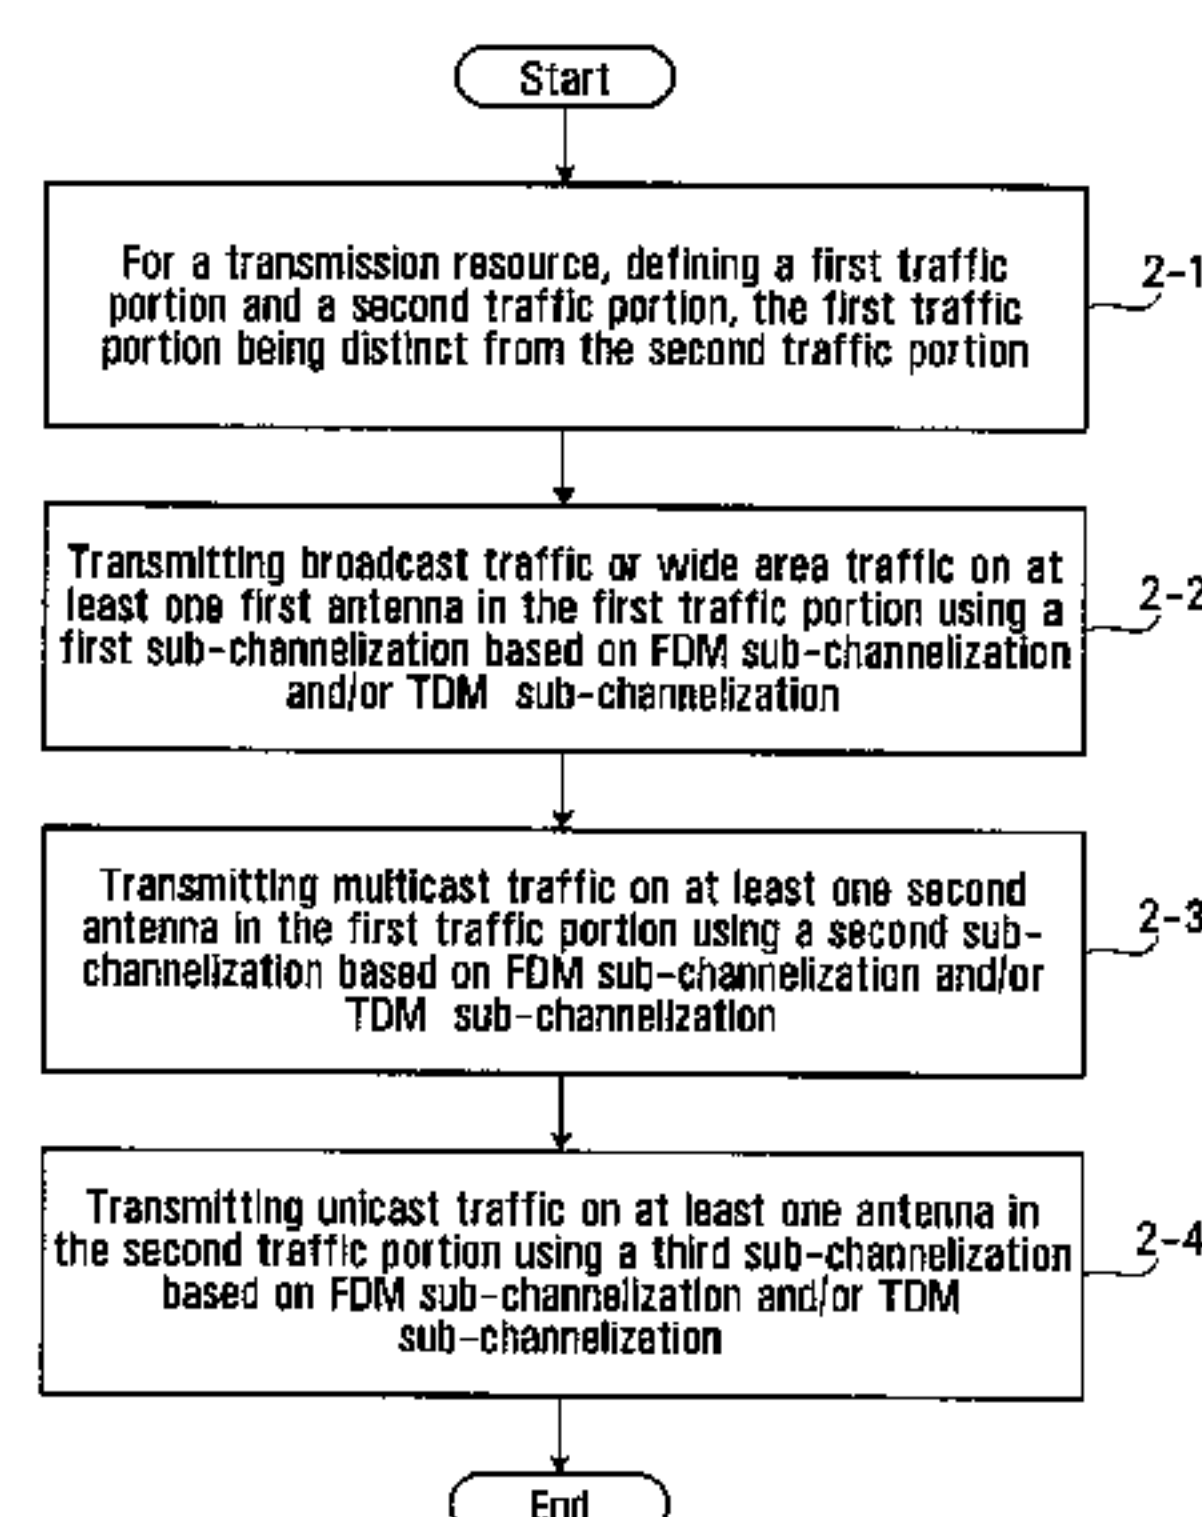 Start
For a transmission resource, defining a first traffic
portion and a second traffic portion, the first traffic
portion being distinct from the second traffic portion
2-1
Transmitting broadcast traffic or wide area traffic on at
least one first antenna in the first traffic portion using a
first sub-channelization based on FDM sub-channelization
and/or TDM sub-channelization
2-2
Transmitting multicast traffic on at least one second
antenna in the first traffic portion using a second sub-
channelization based on FDM sub-channelization and/or
TDM sub-channelization
2-3
Transmitting unicast traffic on at least one antenna in
the second traffic portion using a third sub-channelization
based on FDM sub-channelization and/or TDM
sub-channelization
2-4
End